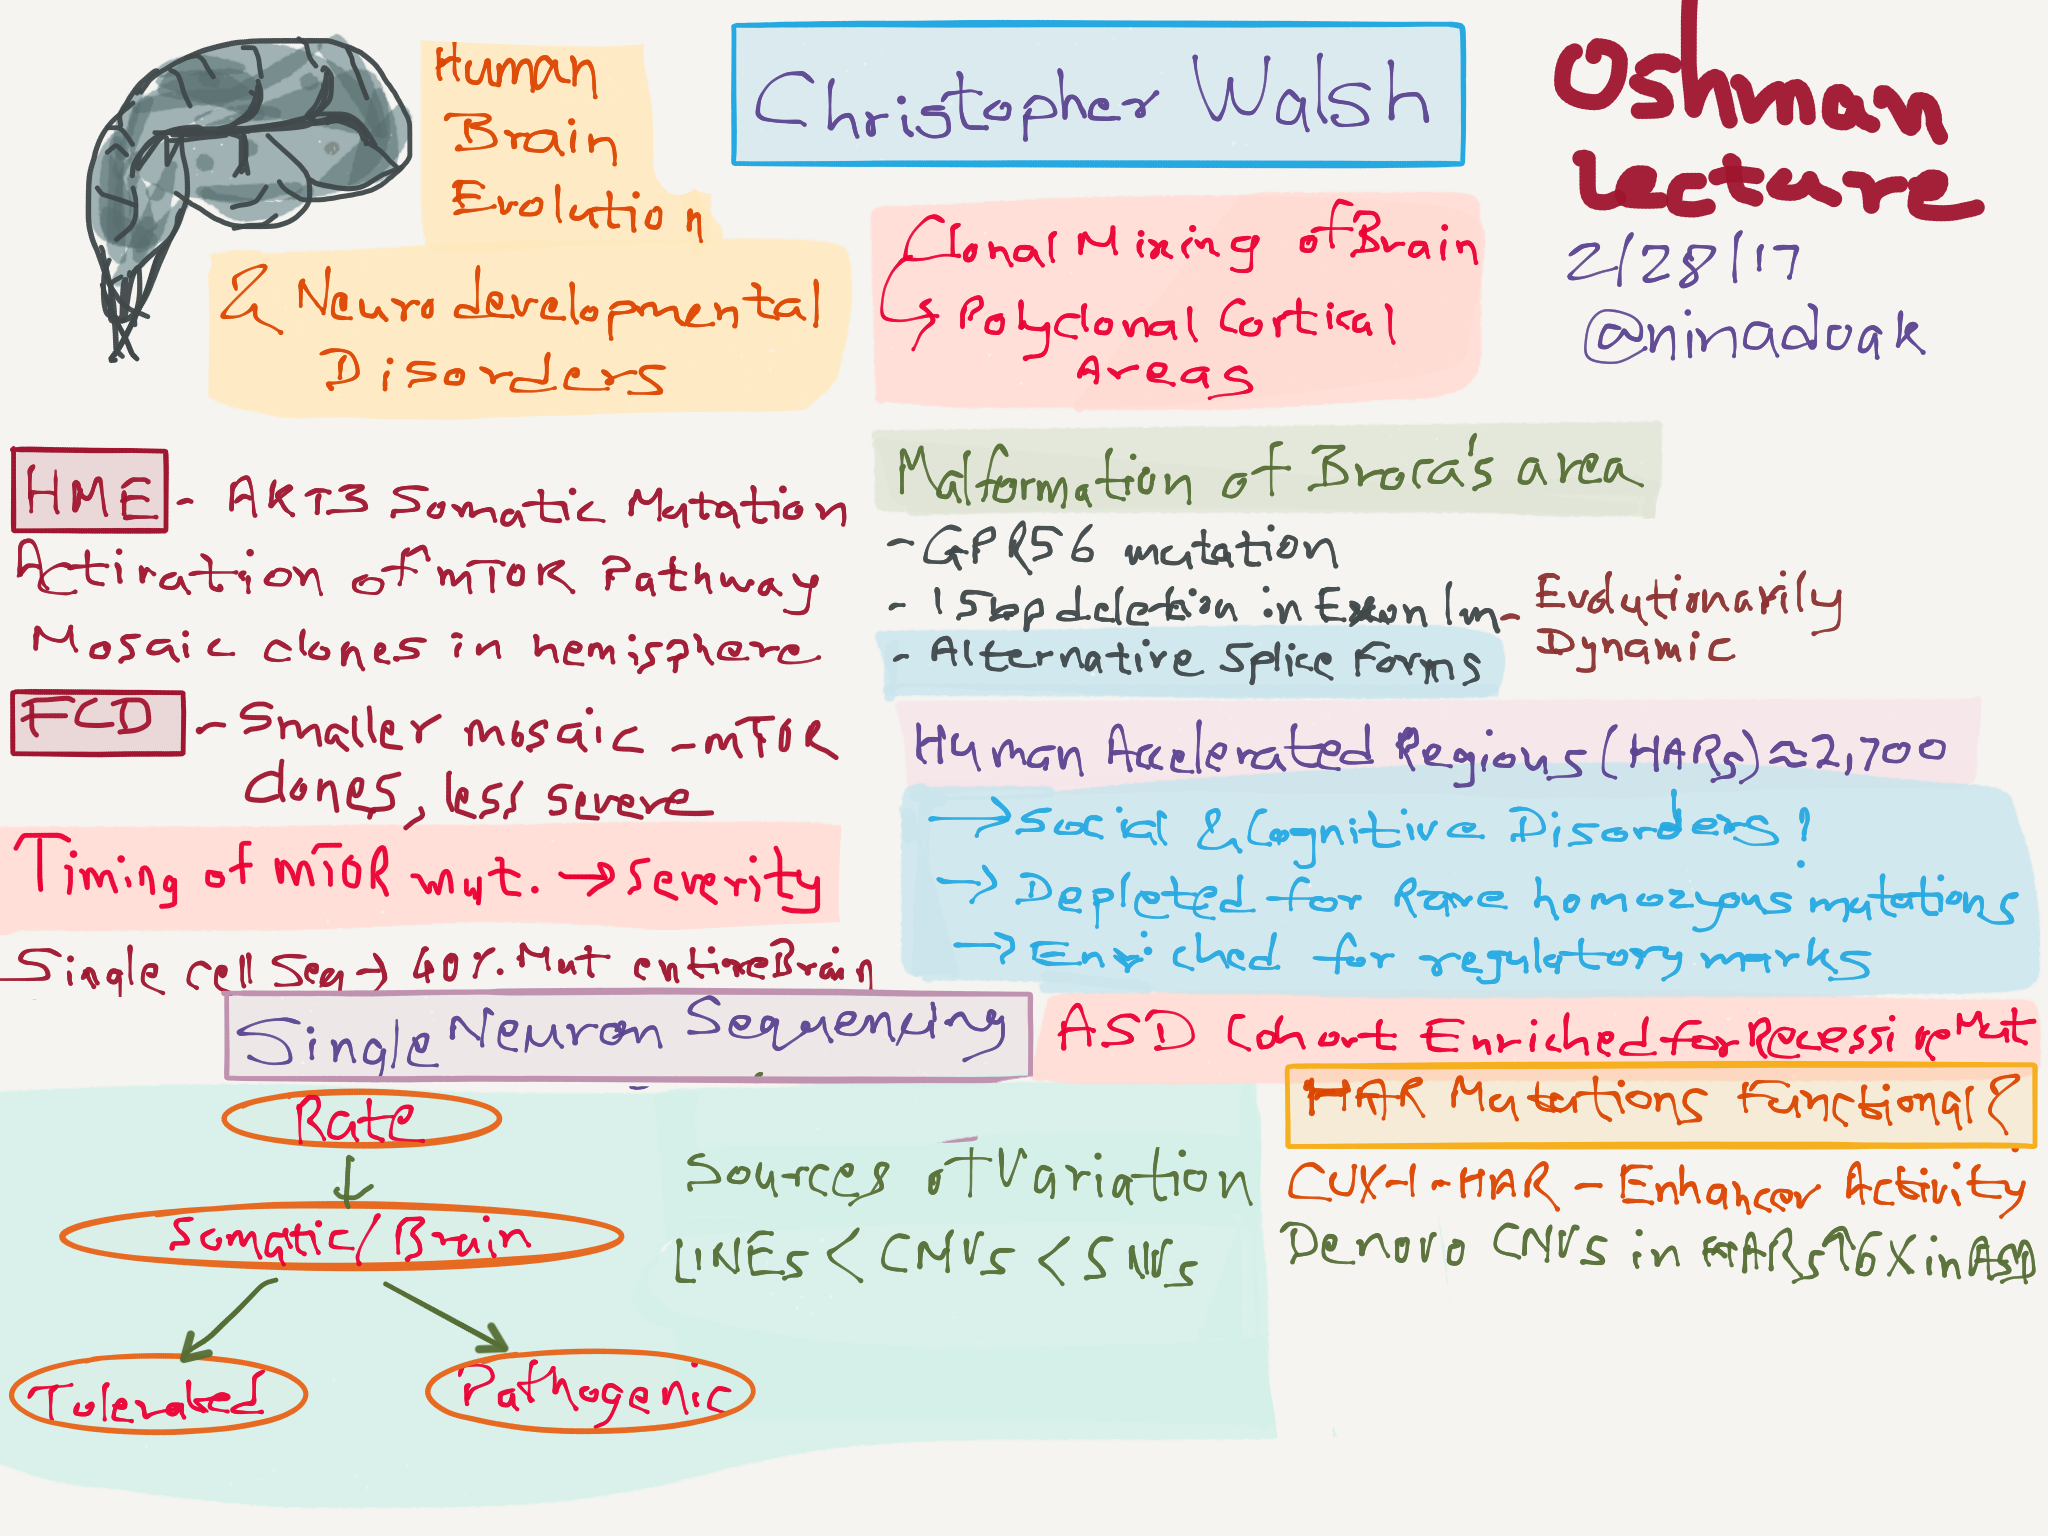 Human
Brain
Evolution
& Neurodevelopmental
Disorders
Christopher Walsh
Oshman
Lecture
2/28/17
@ninadoak
Clonal Mixing of Brain
Polyclonal Cortical
Areas
HME - AKT3 Somatic Mutation
Activation of mTOR Pathway
Mosaic clones in hemisphere
FCD - Smaller mosaic - mTOR
clones, less severe
Timing of mTOR mut. → severity
Single cell Seq → 40%. Mut entire Brain
Malformation of Broca's area
- GPR56 mutation
- 15bp deletion in Exon 1m - Evolutionarily
Dynamic
- Alternative Splice Forms
Human Accelerated Regions (HARs) ≈ 2,700
→ Social & Cognitive Disorders?
→ Depleted for Rare homozyous mutations
→ Enriched for regulatory marks
ASD Cohort Enriched for Recessive Mut
HAR Mutations Functional?
CUX-1-HAR - Enhancer Activity
Denovo CNVs in HARs ↑ 6X in ASD
Single Neuron Sequencing
Rate
Somatic/Brain
Tolerated
Pathogenic
Sources of Variation
LINEs < CNVs < SNVs